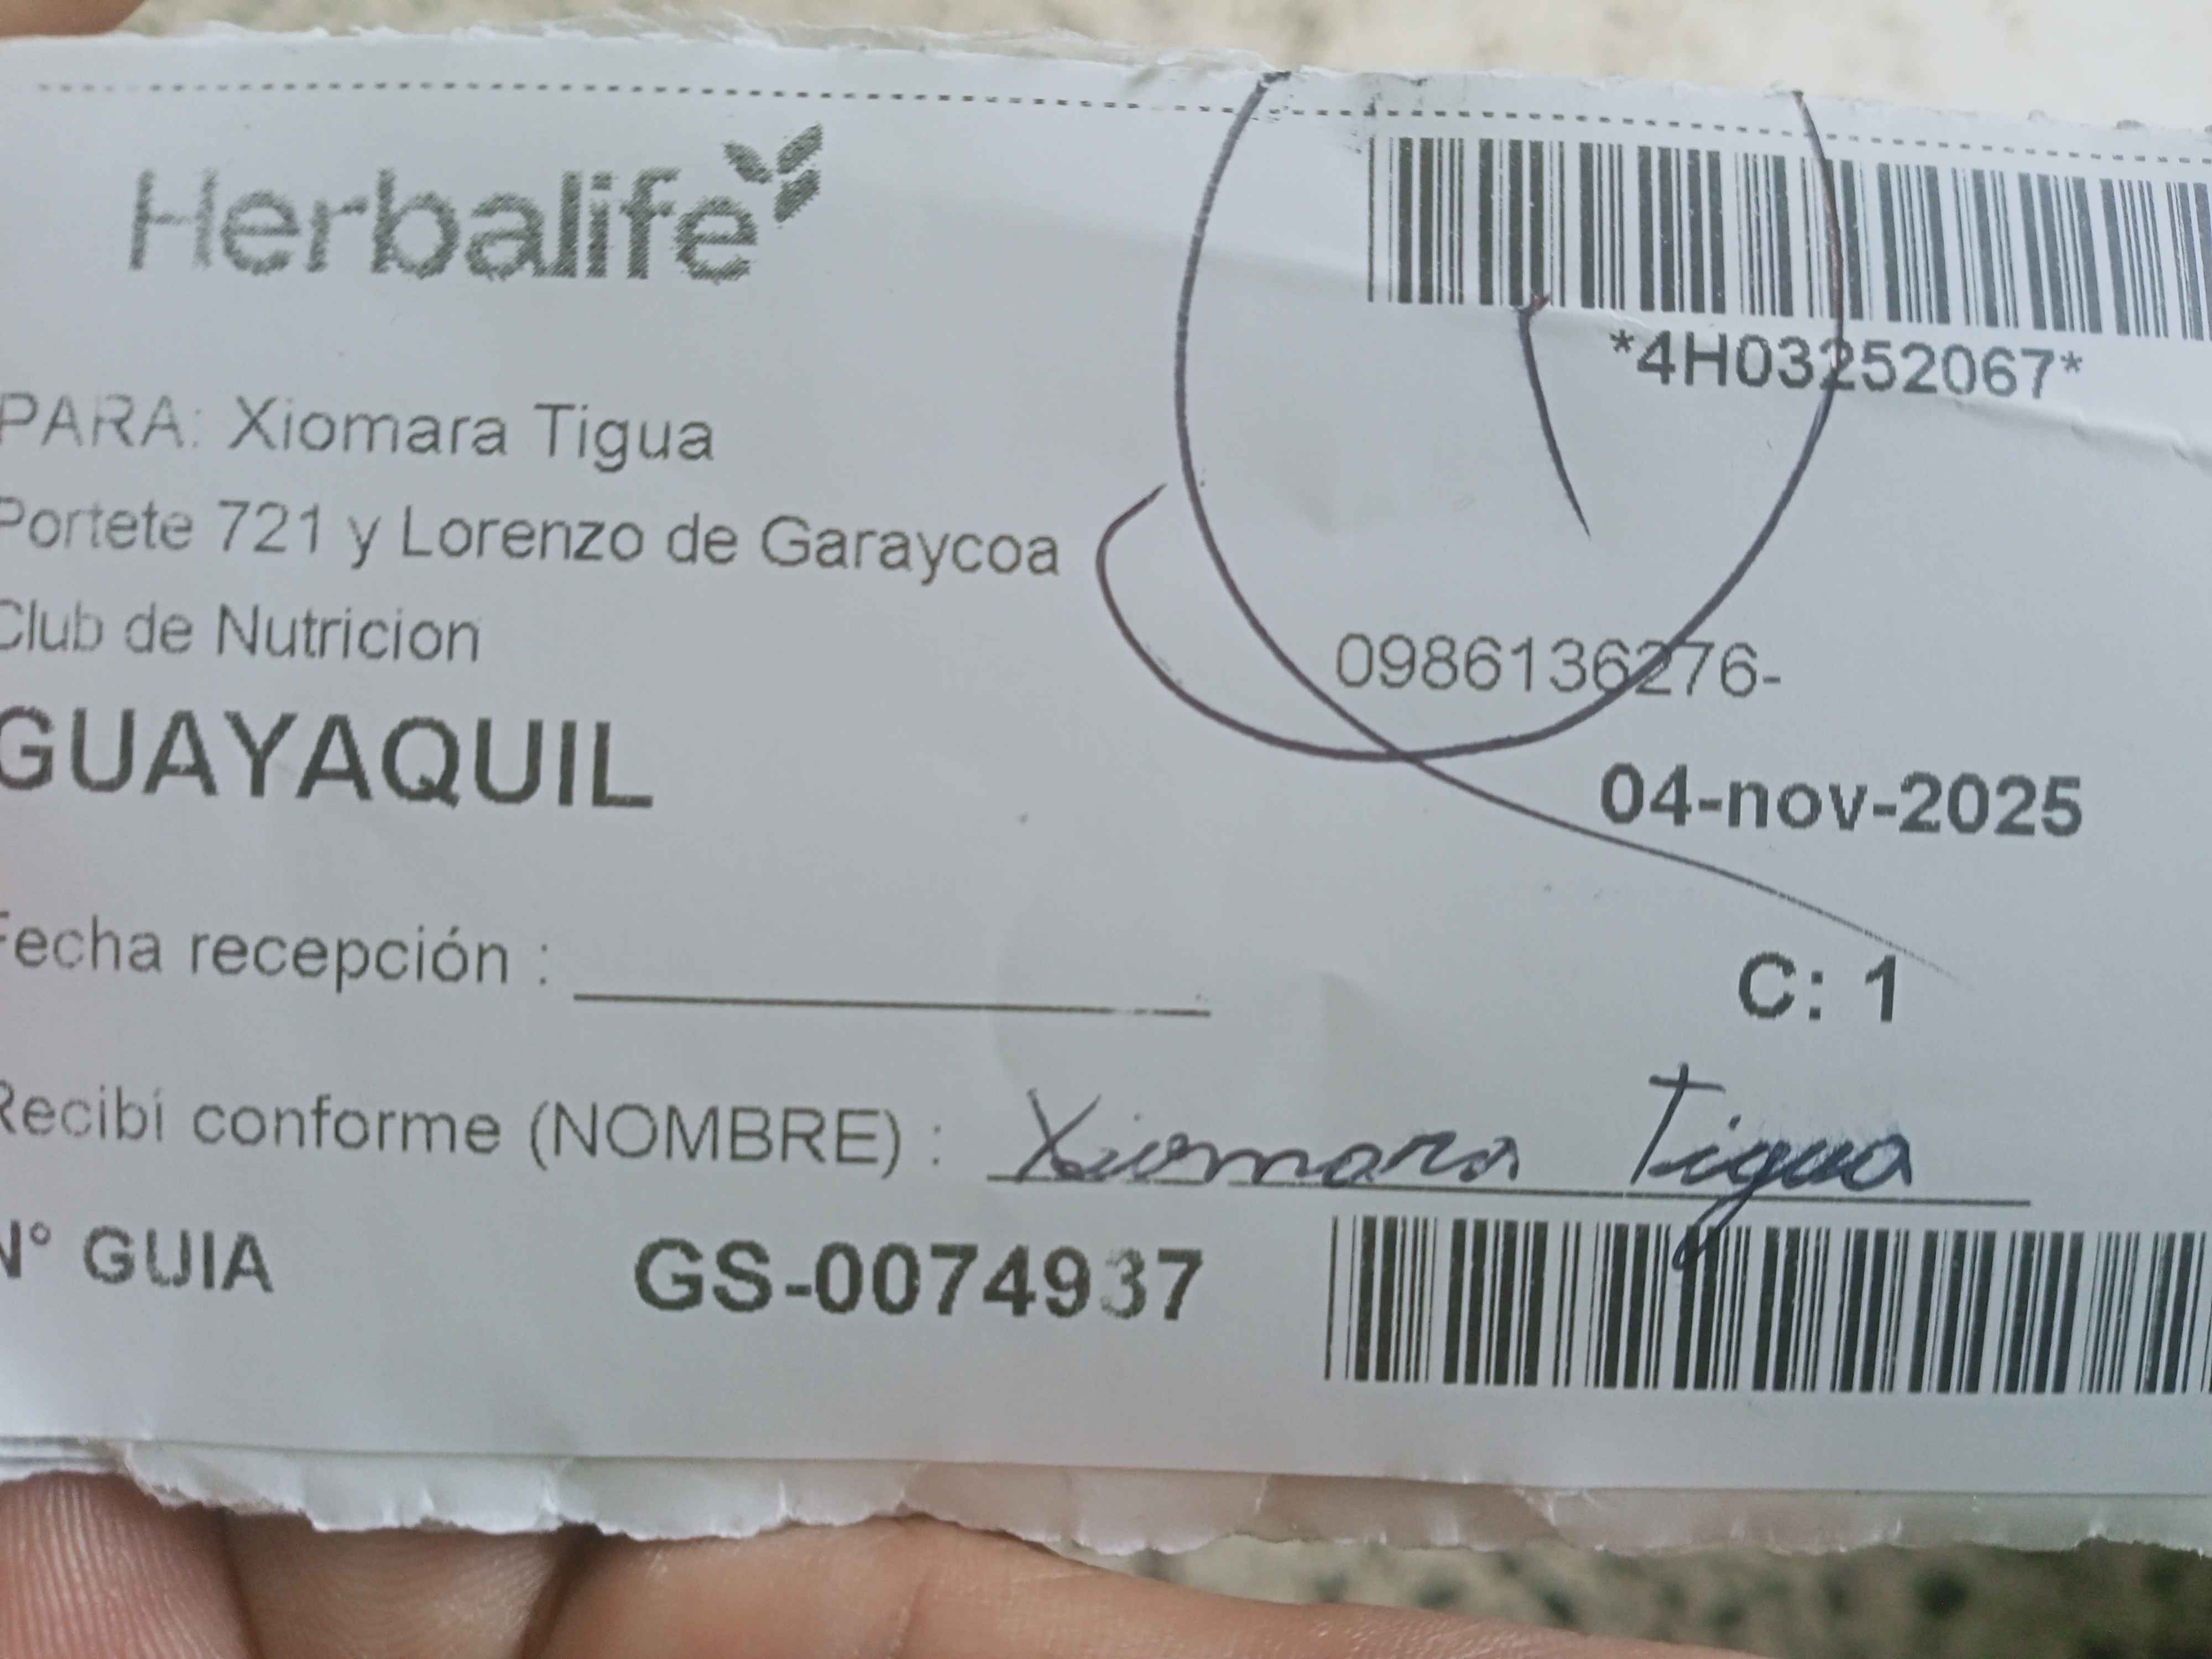 Herbalife
*4H03252067*
PARA: Xiomara Tigua
Portete 721 y Lorenzo de Garaycoa
Club de Nutricion
0986136276-
GUAYAQUIL
04-nov-2025
Fecha recepción :
C: 1
Recibí conforme (NOMBRE) : Xiomara Tigua
N° GUIA GS-0074937